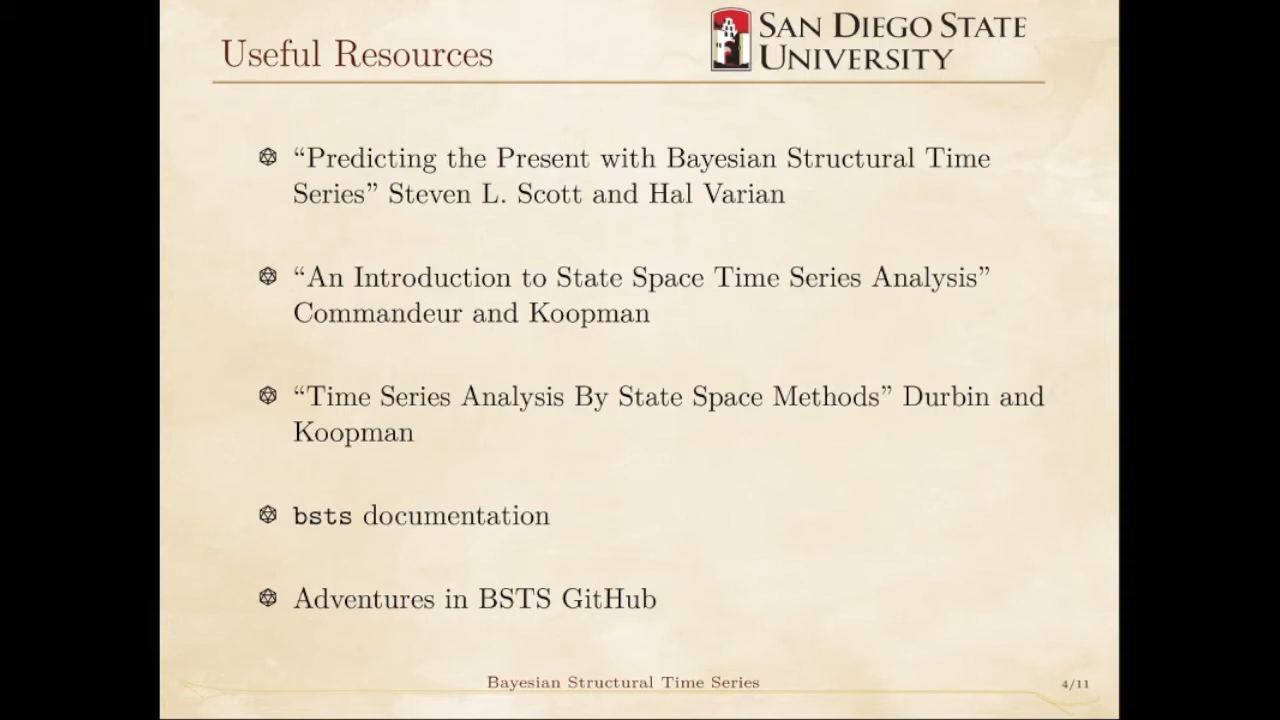 Useful Resources
SAN DIEGO STATE
UNIVERSITY
“Predicting the Present with Bayesian Structural Time
Series” Steven L. Scott and Hal Varian
“An Introduction to State Space Time Series Analysis”
Commandeur and Koopman
“Time Series Analysis By State Space Methods” Durbin and
Koopman
bsts documentation
Adventures in BSTS GitHub
Bayesian Structural Time Series
4/11